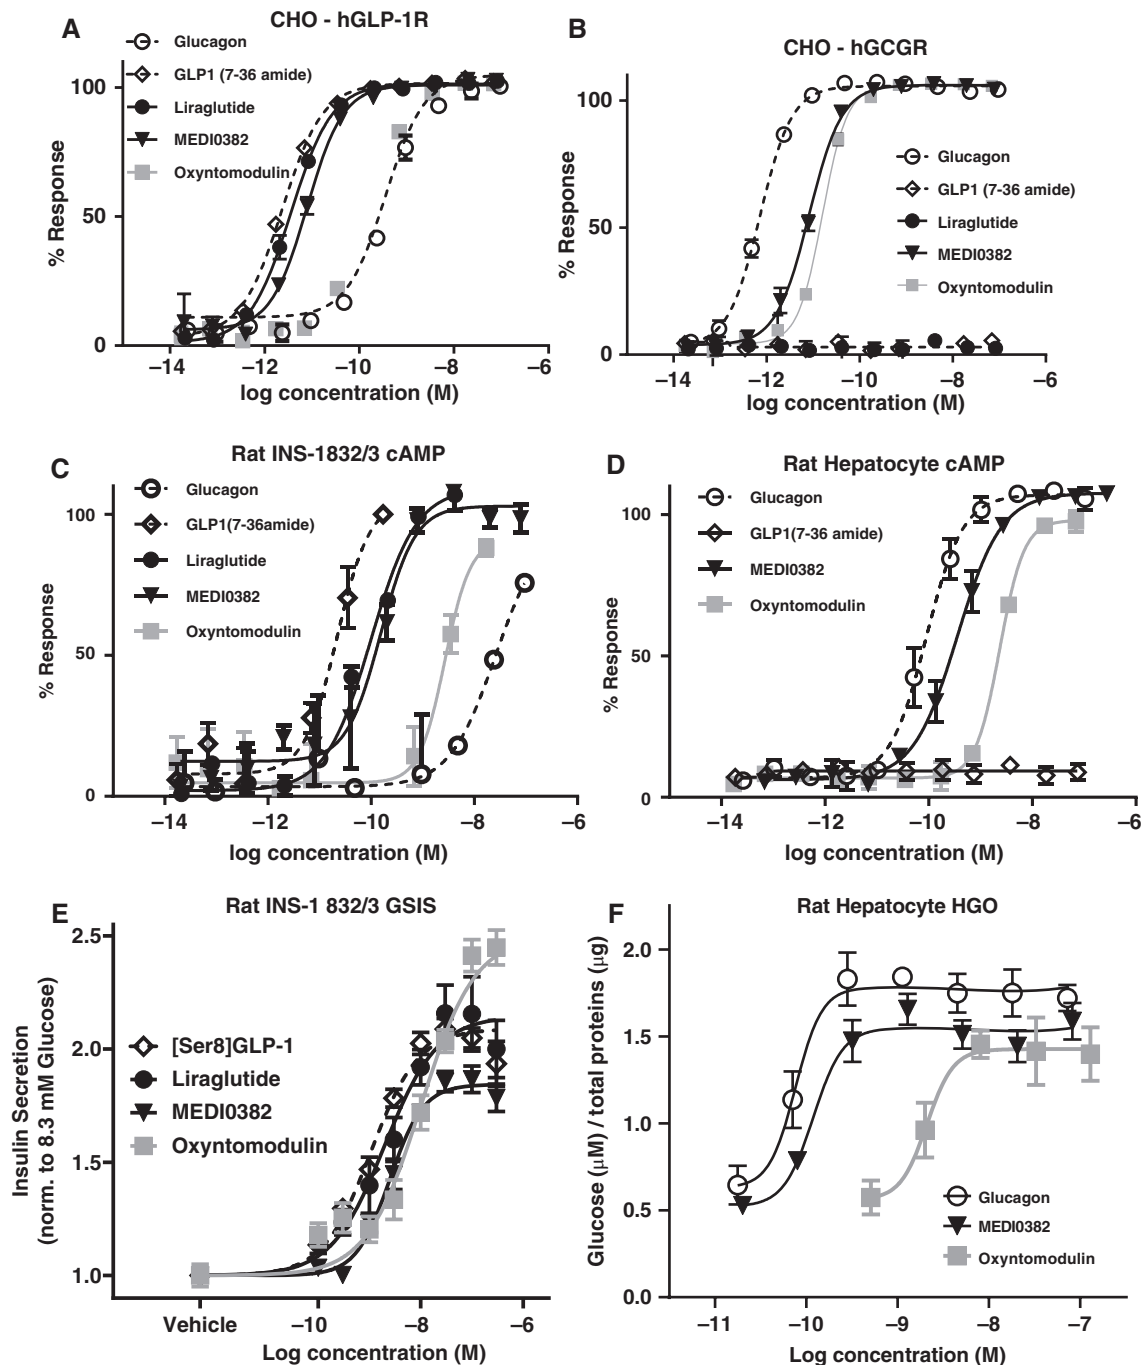 A
CHO - hGLP-1R
Glucagon
GLP1 (7-36 amide)
Liraglutide
MEDI0382
Oxyntomodulin
% Response
100
50
0
−14 −12 −10 −8 −6
log concentration (M)
B
CHO - hGCGR
Glucagon
GLP1 (7-36 amide)
Liraglutide
MEDI0382
Oxyntomodulin
% Response
100
50
0
−14 −12 −10 −8 −6
log concentration (M)
C
Rat INS-1832/3 cAMP
Glucagon
GLP1(7-36amide)
Liraglutide
MEDI0382
Oxyntomodulin
% Response
100
50
0
−14 −12 −10 −8 −6
log concentration (M)
D
Rat Hepatocyte cAMP
Glucagon
GLP1(7-36 amide)
MEDI0382
Oxyntomodulin
% Response
100
50
0
−14 −12 −10 −8 −6
log concentration (M)
E
Rat INS-1 832/3 GSIS
[Ser8]GLP-1
Liraglutide
MEDI0382
Oxyntomodulin
Insulin Secretion
(norm. to 8.3 mM Glucose)
2.5
2.0
1.5
1.0
Vehicle −10 −8 −6
Log concentration (M)
F
Rat Hepatocyte HGO
Glucose (μM) / total proteins (μg)
2.0
1.5
1.0
0.5
0.0
Glucagon
MEDI0382
Oxyntomodulin
−11 −10 −9 −8 −7
Log concentration (M)